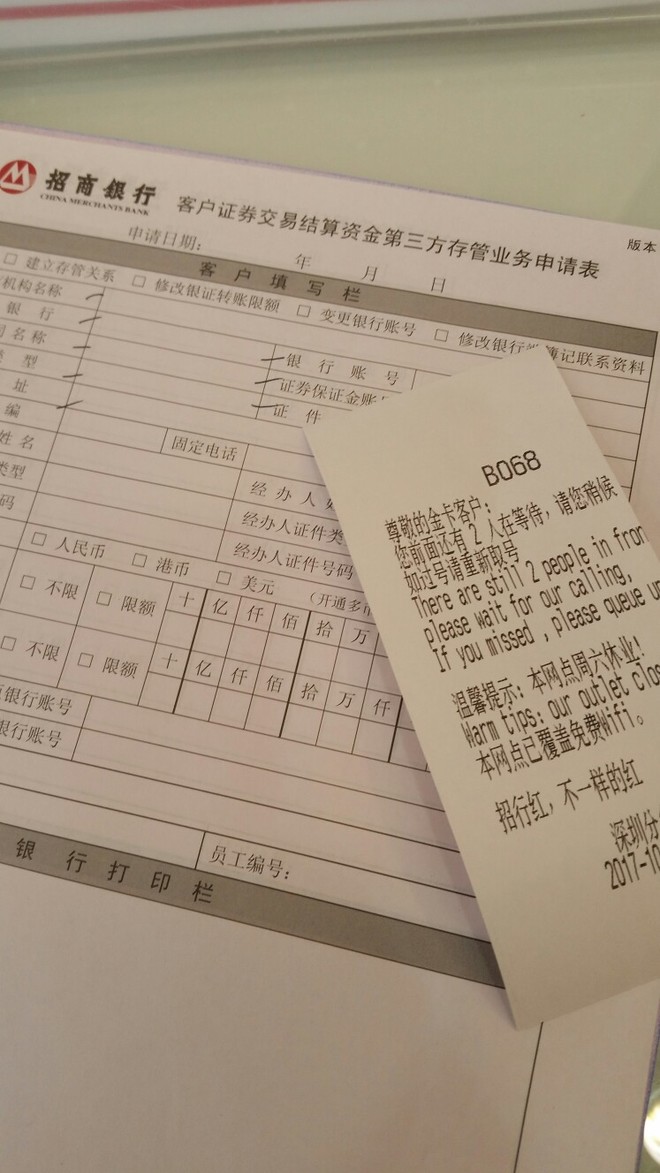 招商银行
CHINA MERCHANTS BANK
客户证券交易结算资金第三方存管业务申请表
版本
申请日期： 年 月 日
客户填写栏
□ 建立存管关系 □ 修改银证转账限额 □ 变更银行账号 □ 修改银行 簿记联系资料
机构名称
银 行 银 行 账 号
名称 证券保证金账
型 证 件
址
编
姓名 固定电话
类型 经 办 人
码 经办人证件类
经办人证件号码
□ 人民币 □ 港币 □ 美元 （开通多币
□ 不限 □ 限额 十 亿 仟 佰 拾 万
□ 不限 □ 限额 十 亿 仟 佰 拾 万 仟
银行账号
银行账号
员工编号：
银行打印栏
B068
尊敬的金卡客户：
您前面还有 2 人在等待，请您稍候
如过号请重新取号
There are still 2 people in fron
please wait for our calling,
If you missed , please queue u
温馨提示：本网点周六休业！
Warm tips: our outlet clos
本网点已覆盖免费Wifi。
招行红，不一样的红
深圳分
2017-10